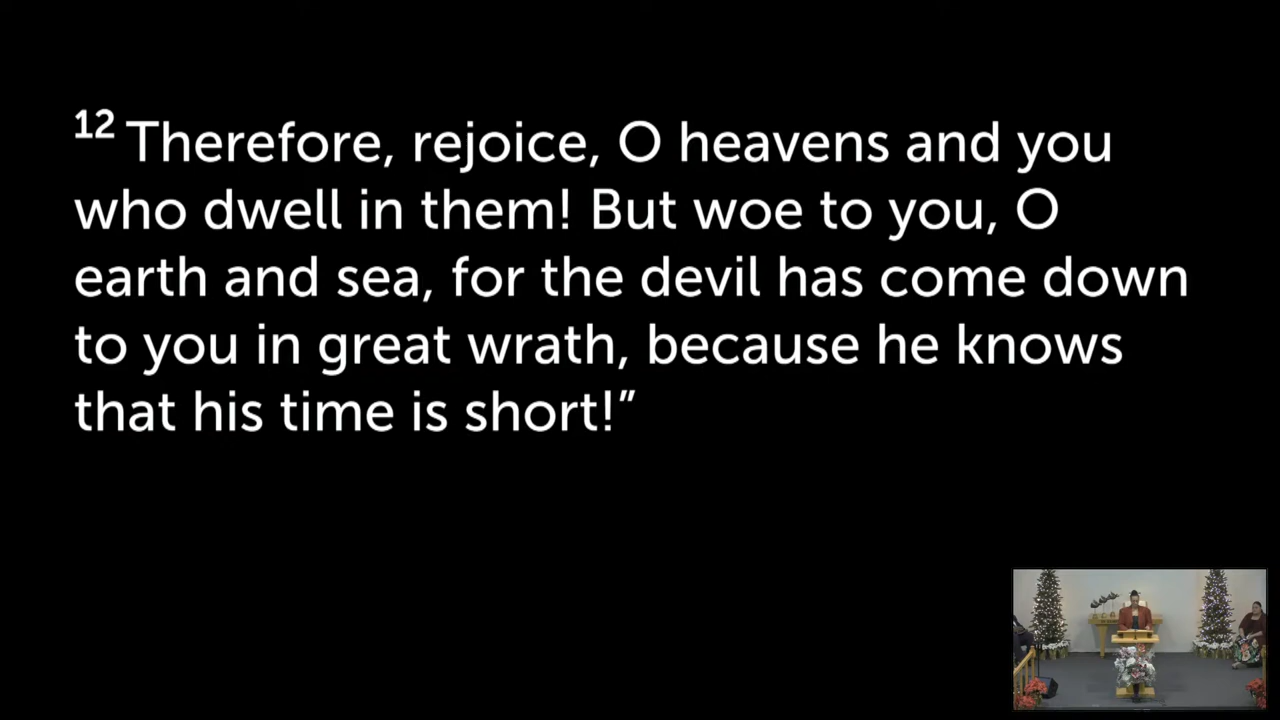 12 Therefore, rejoice, O heavens and you
who dwell in them! But woe to you, O
earth and sea, for the devil has come down
to you in great wrath, because he knows
that his time is short!”